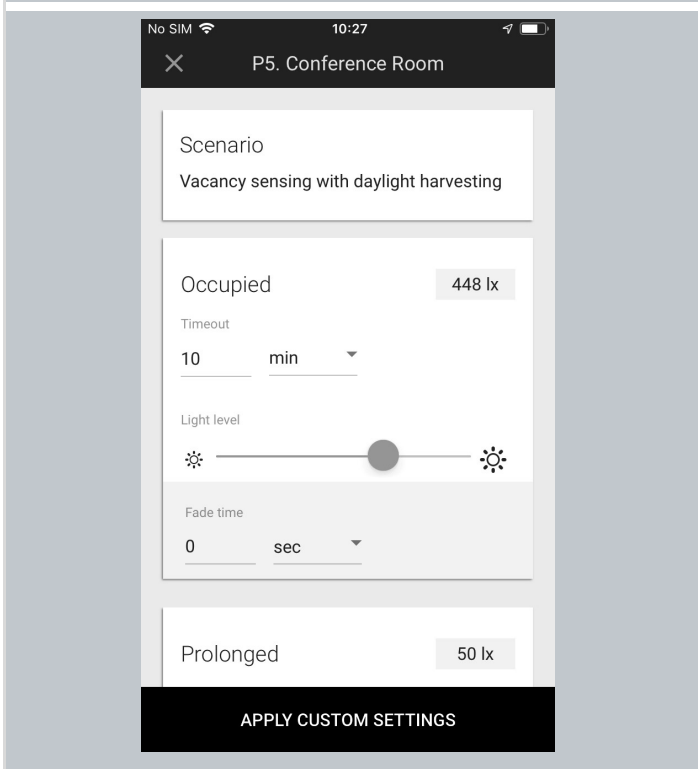 No SIM 10:27
P5. Conference Room
Scenario
Vacancy sensing with daylight harvesting
Occupied 448 lx
Timeout
10 min
Light level
Fade time
0 sec
Prolonged 50 lx
APPLY CUSTOM SETTINGS